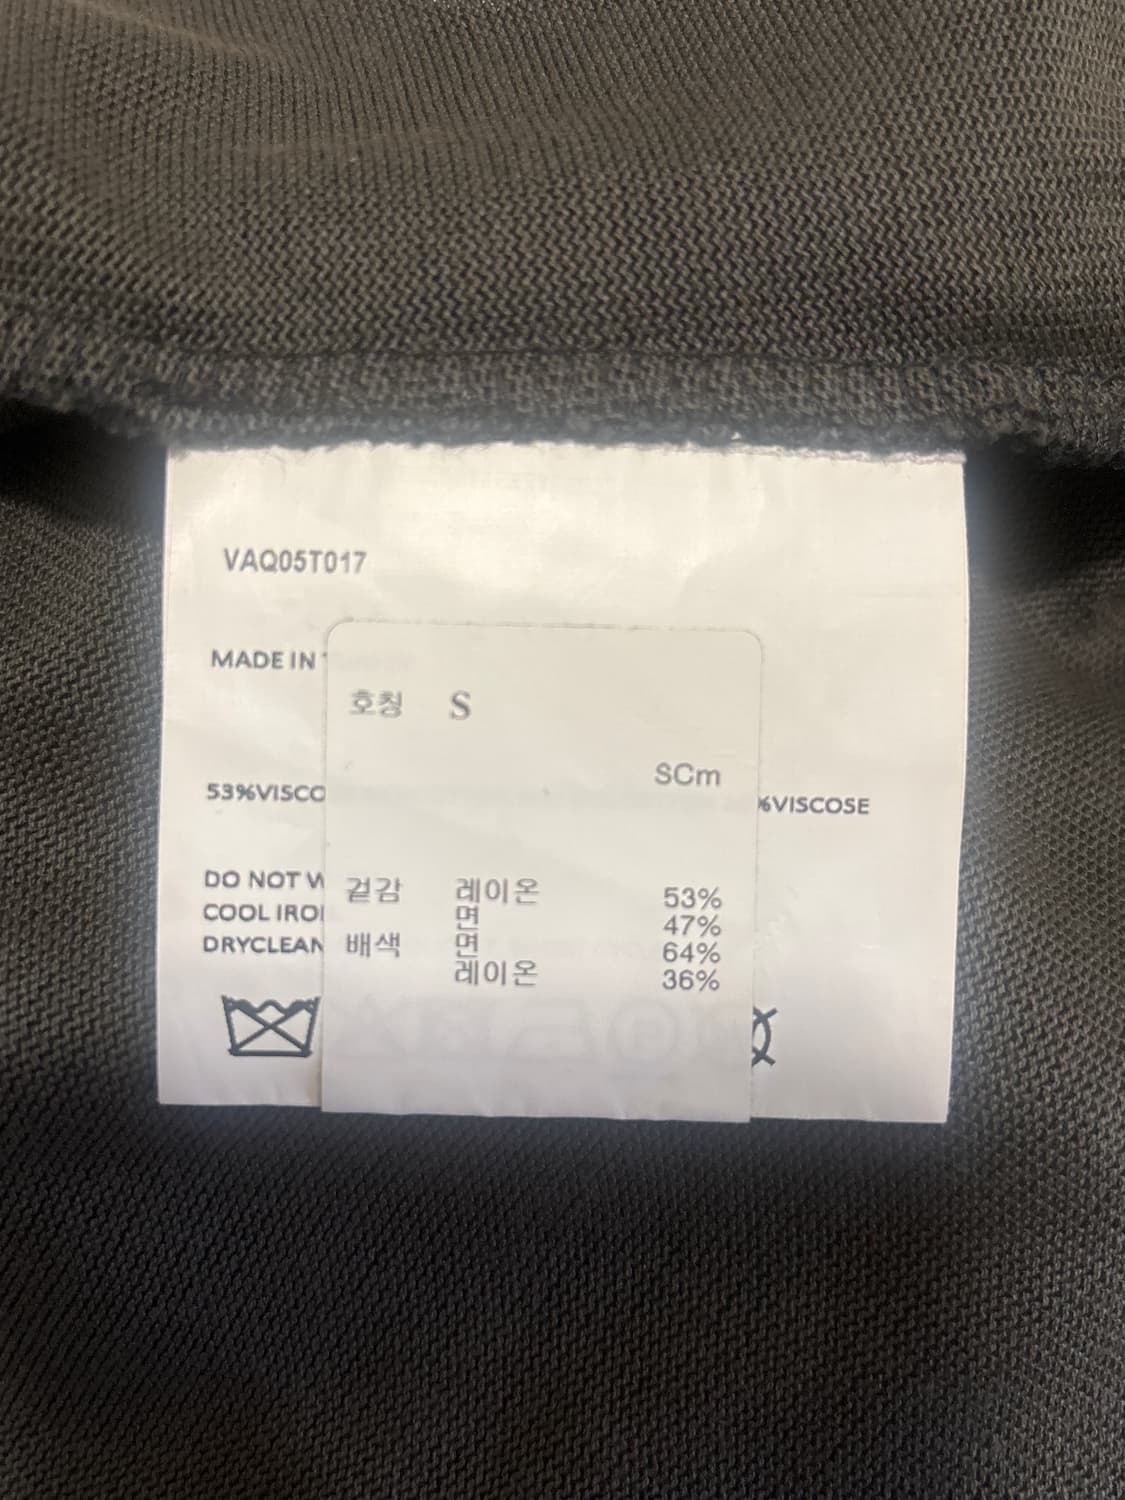 VAQ05T017
MADE IN
호칭 S
SCm
53%VISCO
%VISCOSE
DO NOT W
COOL IRO
DRYCLEAN
겉감 레이온 53%
면 47%
배색 면 64%
레이온 36%